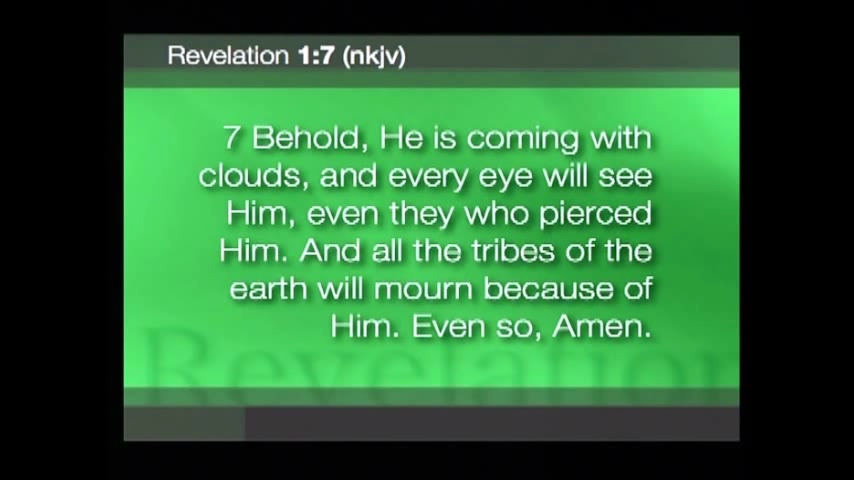 Revelation 1:7 (nkjv)
7 Behold, He is coming with
clouds, and every eye will see
Him, even they who pierced
Him. And all the tribes of the
earth will mourn because of
Him. Even so, Amen.
Revelation